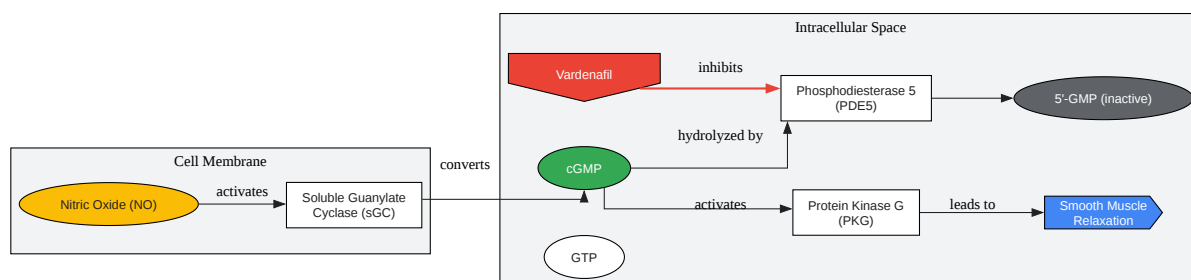 Cell Membrane
Nitric Oxide (NO)
activates
Soluble Guanylate
Cyclase (sGC)
converts
Intracellular Space
Vardenafil
inhibits
Phosphodiesterase 5
(PDE5)
5'-GMP (inactive)
hydrolyzed by
cGMP
activates
Protein Kinase G
(PKG)
leads to
Smooth Muscle
Relaxation
GTP